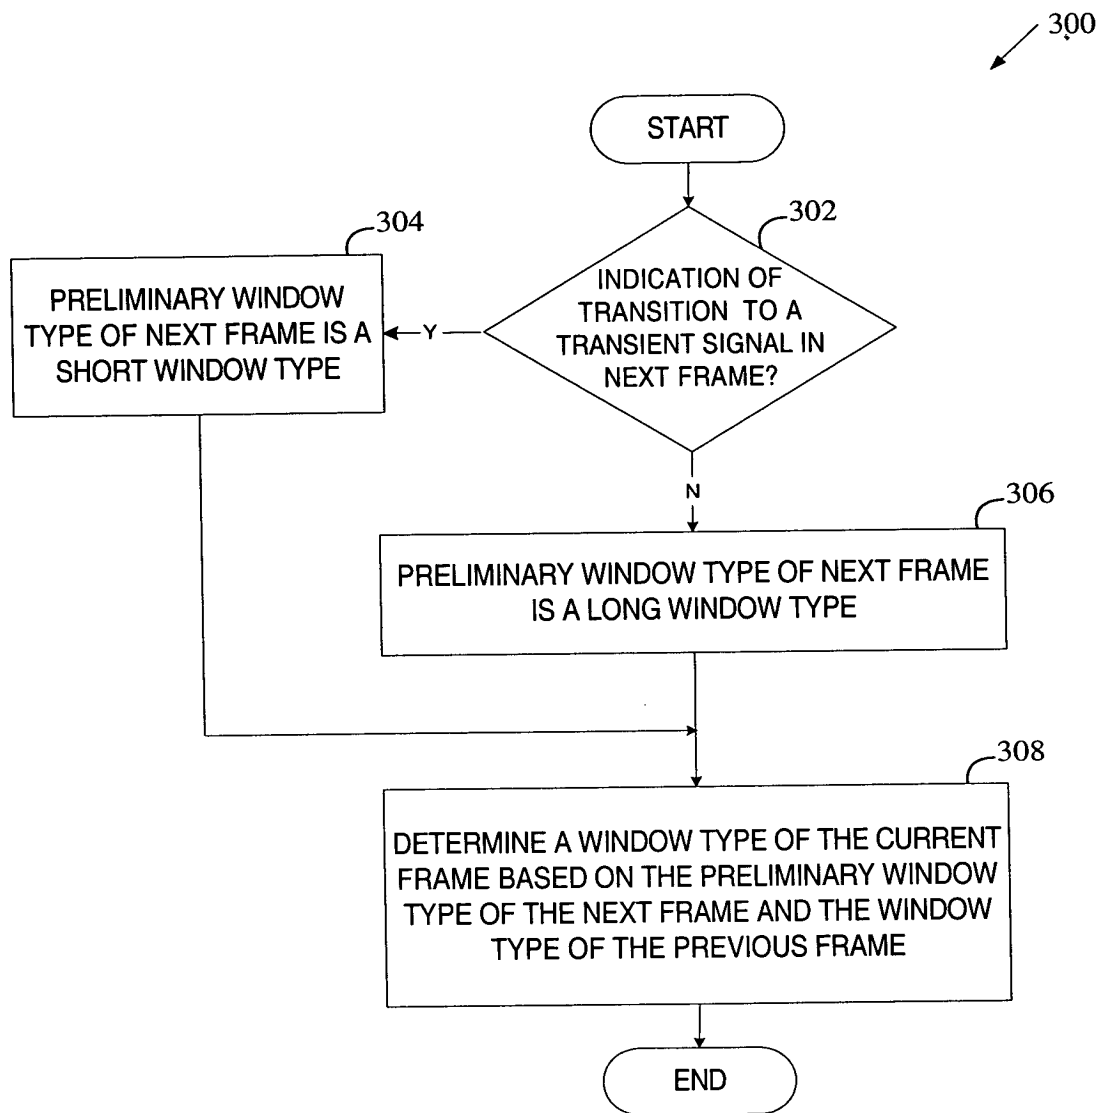 300
START
302
INDICATION OF
TRANSITION TO A
TRANSIENT SIGNAL IN
NEXT FRAME?
304
PRELIMINARY WINDOW
TYPE OF NEXT FRAME IS A
SHORT WINDOW TYPE
Y
N
306
PRELIMINARY WINDOW TYPE OF NEXT FRAME
IS A LONG WINDOW TYPE
308
DETERMINE A WINDOW TYPE OF THE CURRENT
FRAME BASED ON THE PRELIMINARY WINDOW
TYPE OF THE NEXT FRAME AND THE WINDOW
TYPE OF THE PREVIOUS FRAME
END